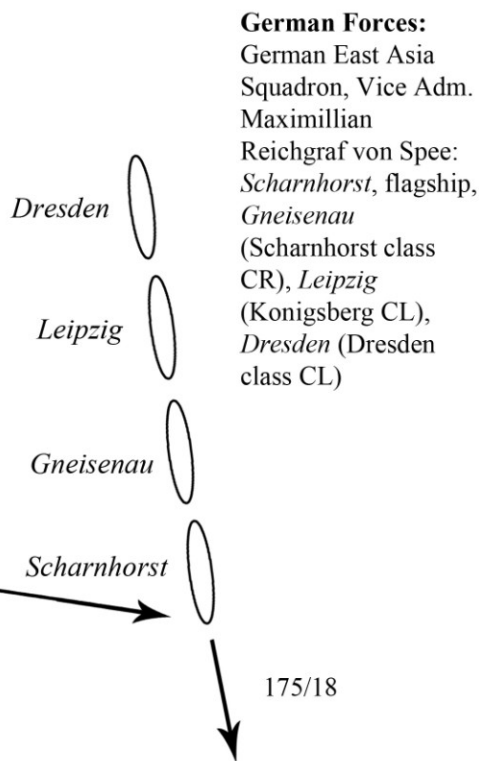 German Forces:
German East Asia
Squadron, Vice Adm.
Maximillian
Reichgraf von Spee:
Scharnhorst, flagship,
Gneisenau
(Scharnhorst class
CR), Leipzig
(Konigsberg CL),
Dresden (Dresden
class CL)
Dresden
Leipzig
Gneisenau
Scharnhorst
175/18